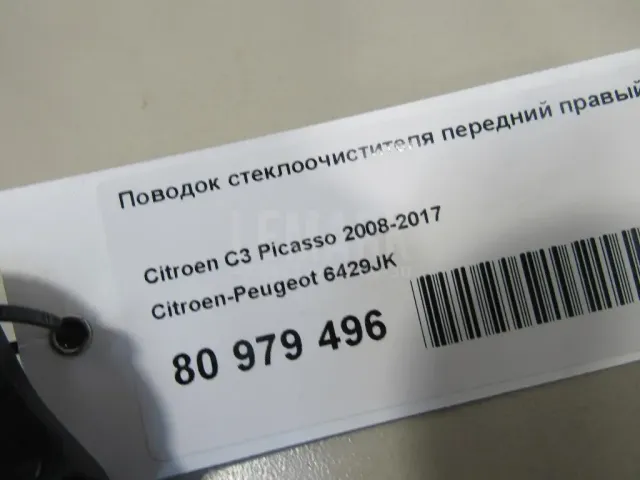 Поводок стеклоочистителя передний правый
Citroen C3 Picasso 2008-2017
Citroen-Peugeot 6429JK
80 979 496